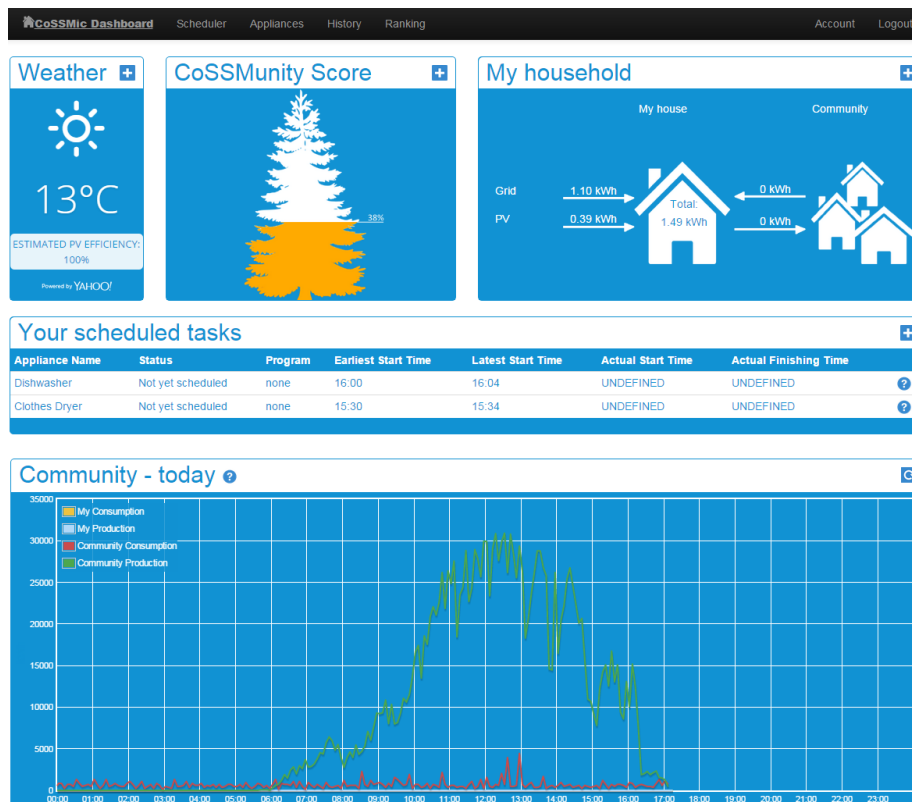 CoSSMic Dashboard Scheduler Appliances History Ranking Account Logout
Weather
13°C
ESTIMATED PV EFFICIENCY:
100%
Powered by YAHOO!
CoSSMunity Score
38%
My household
My house Community
Grid 1.10 kWh 0 kWh
PV 0.39 kWh 0 kWh
Total:
1.49 kWh
Your scheduled tasks
Appliance Name Status Program Earliest Start Time Latest Start Time Actual Start Time Actual Finishing Time
Dishwasher Not yet scheduled none 16:00 16:04 UNDEFINED UNDEFINED ?
Clothes Dryer Not yet scheduled none 15:30 15:34 UNDEFINED UNDEFINED ?
Community - today ?
35000
30000
25000
20000
15000
10000
5000
0
My Consumption
My Production
Community Consumption
Community Production
00:00 01:00 02:00 03:00 04:00 05:00 06:00 07:00 08:00 09:00 10:00 11:00 12:00 13:00 14:00 15:00 16:00 17:00 18:00 19:00 20:00 21:00 22:00 23:00